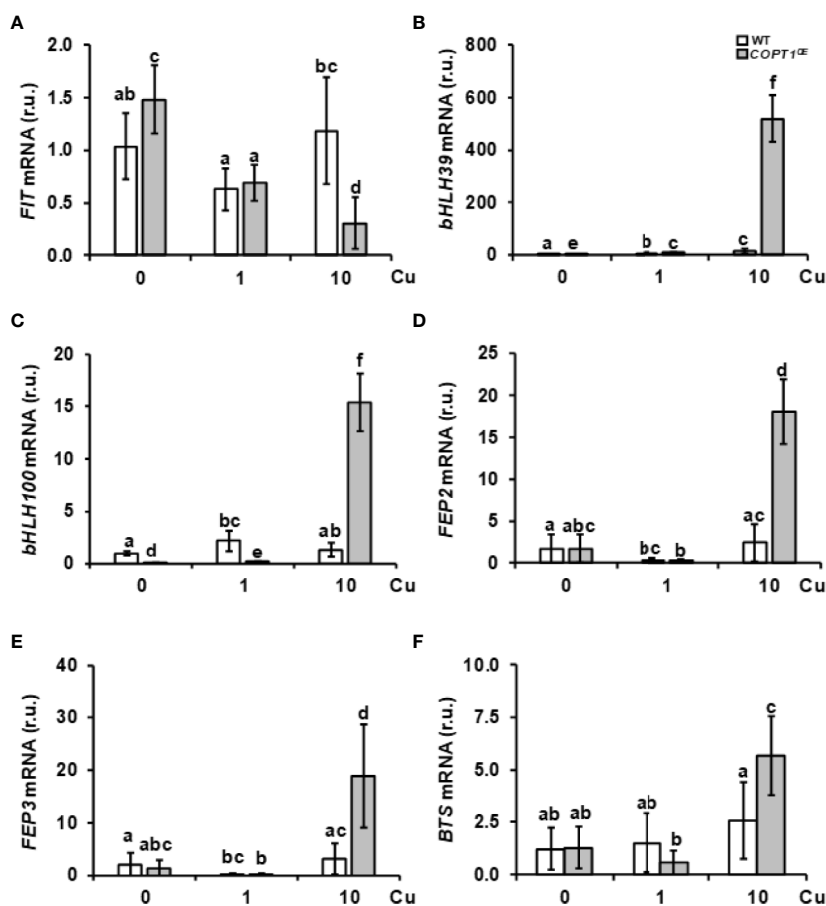 A
FIT mRNA (r.u.)
2.0
1.5
1.0
0.5
0.0
ab c a a bc d
0 1 10 Cu
B
WT
COPT1OE
bHLH39 mRNA (r.u.)
800
600
400
200
0
a e b c c f
0 1 10 Cu
C
bHLH100 mRNA (r.u.)
20
15
10
5
0
a d bc e ab f
0 1 10 Cu
D
FEP2 mRNA (r.u.)
25
20
15
10
5
0
a abc bc b ac d
0 1 10 Cu
E
FEP3 mRNA (r.u.)
40
30
20
10
0
a abc bc b ac d
0 1 10 Cu
F
BTS mRNA (r.u.)
10.0
7.5
5.0
2.5
0.0
ab ab ab b a c
0 1 10 Cu